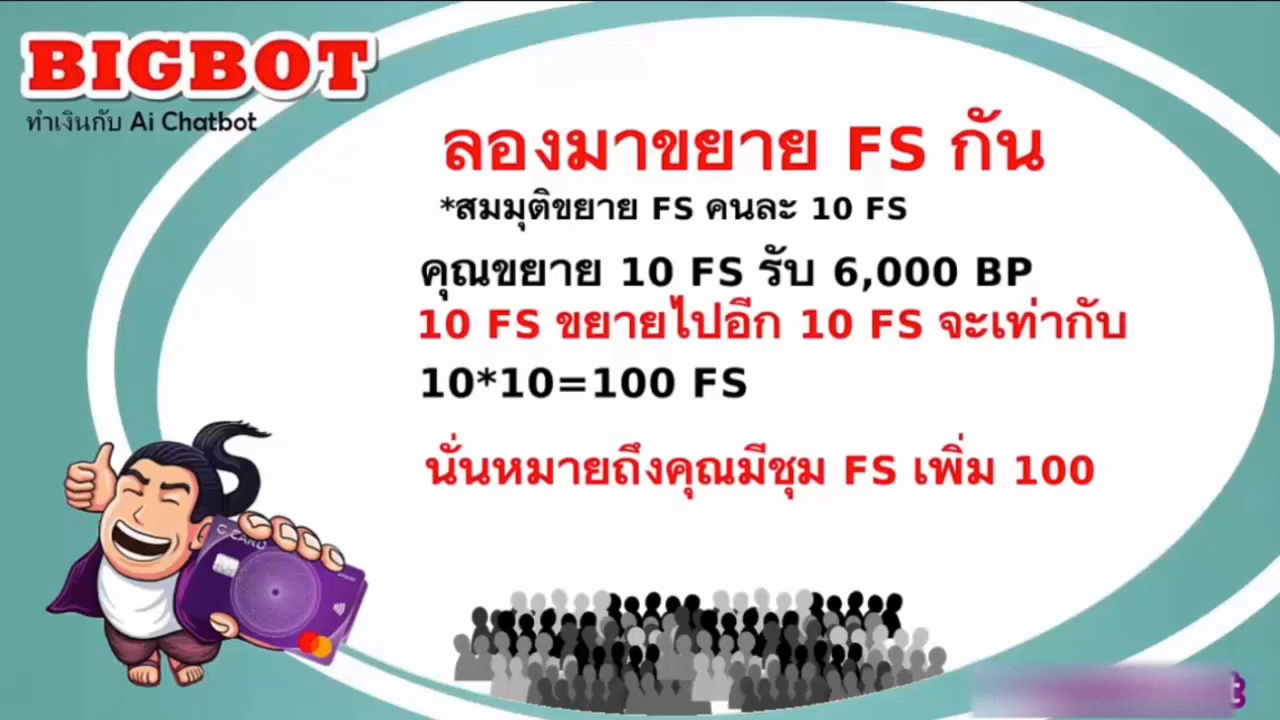 BIGBOT
ทำเงินกับ Ai Chatbot
ลองมาขยาย FS กัน
*สมมุติขยาย FS คนละ 10 FS
คุณขยาย 10 FS รับ 6,000 BP
10 FS ขยายไปอีก 10 FS จะเท่ากับ
10*10=100 FS
นั่นหมายถึงคุณมีชุม FS เพิ่ม 100
CARD